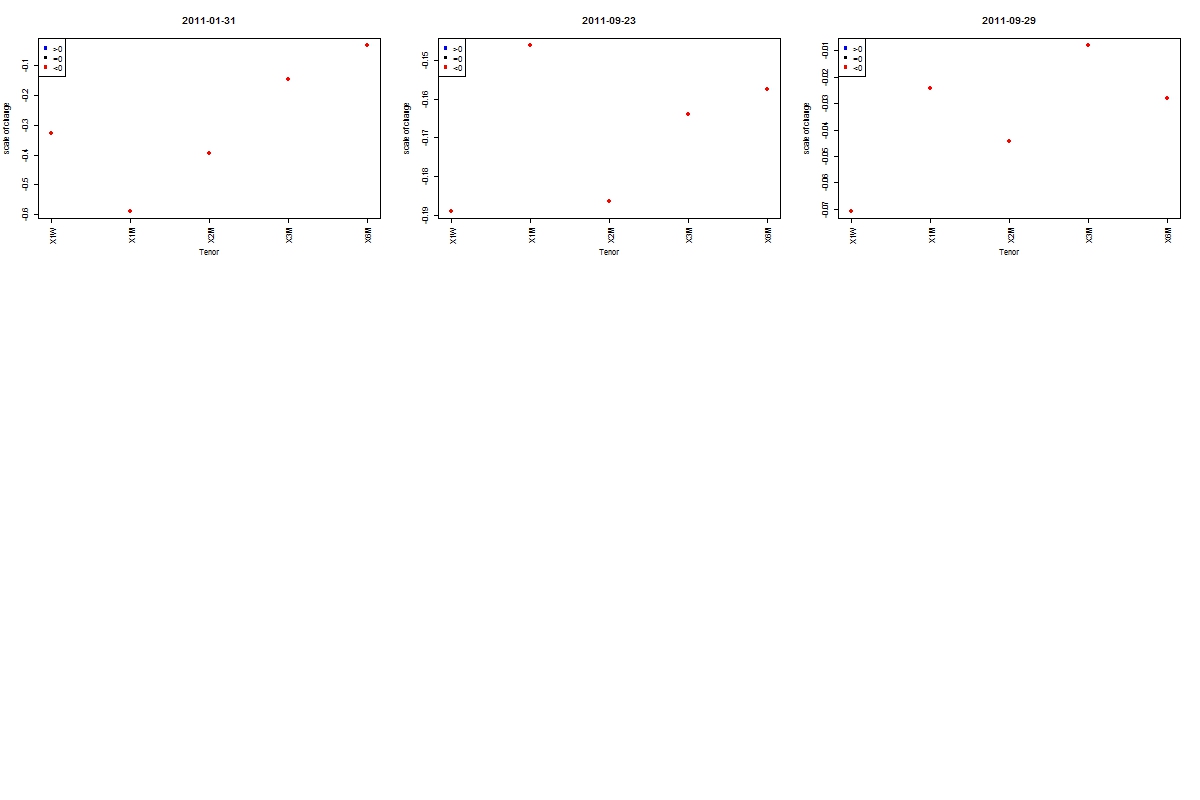 2011-01-31
>0
=0
<0
scale of change
-0.1
-0.2
-0.3
-0.4
-0.5
-0.6
X1W
X1M
X2M
X3M
X6M
Tenor
2011-09-23
>0
=0
<0
scale of change
-0.15
-0.16
-0.17
-0.18
-0.19
X1W
X1M
X2M
X3M
X6M
Tenor
2011-09-29
>0
=0
<0
scale of change
-0.01
-0.02
-0.03
-0.04
-0.05
-0.06
-0.07
X1W
X1M
X2M
X3M
X6M
Tenor